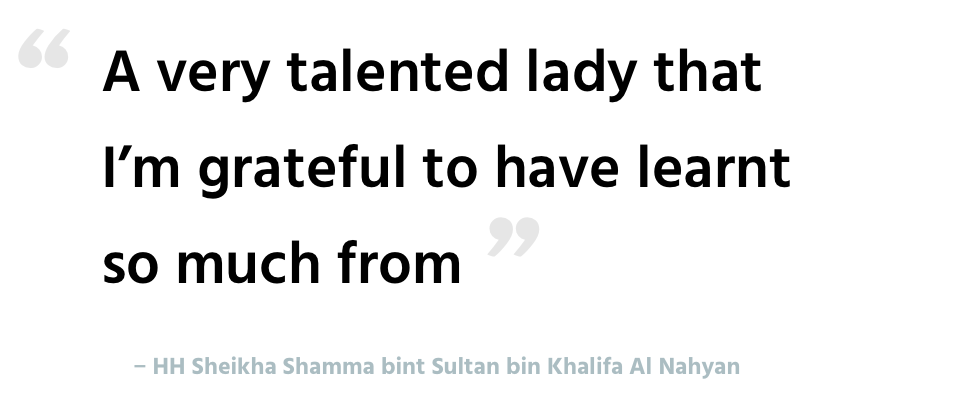 “ A very talented lady that
I’m grateful to have learnt
so much from ”
– HH Sheikha Shamma bint Sultan bin Khalifa Al Nahyan